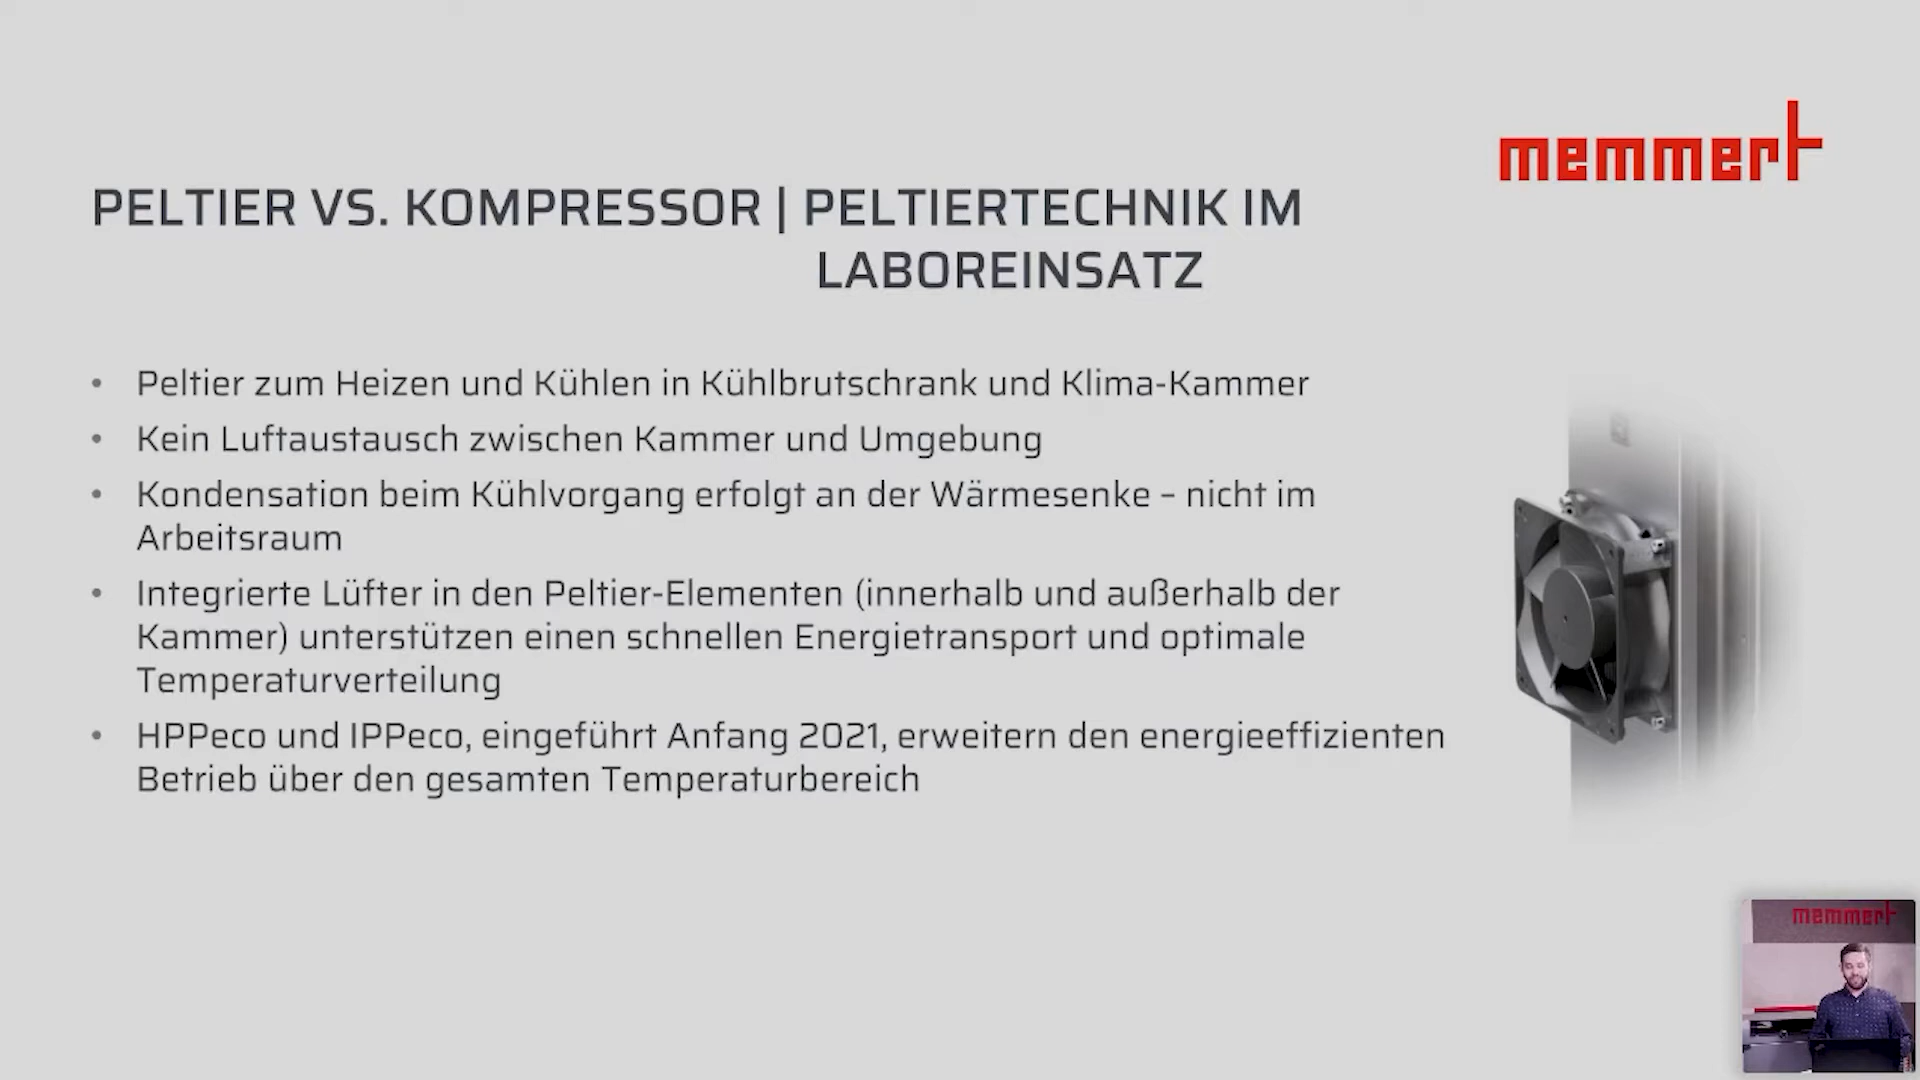 memmert
PELTIER VS. KOMPRESSOR | PELTIERTECHNIK IM
LABOREINSATZ
• Peltier zum Heizen und Kühlen in Kühlbrutschrank und Klima-Kammer
• Kein Luftaustausch zwischen Kammer und Umgebung
• Kondensation beim Kühlvorgang erfolgt an der Wärmesenke – nicht im
Arbeitsraum
• Integrierte Lüfter in den Peltier-Elementen (innerhalb und außerhalb der
Kammer) unterstützen einen schnellen Energietransport und optimale
Temperaturverteilung
• HPPeco und IPPeco, eingeführt Anfang 2021, erweitern den energieeffizienten
Betrieb über den gesamten Temperaturbereich
memmert